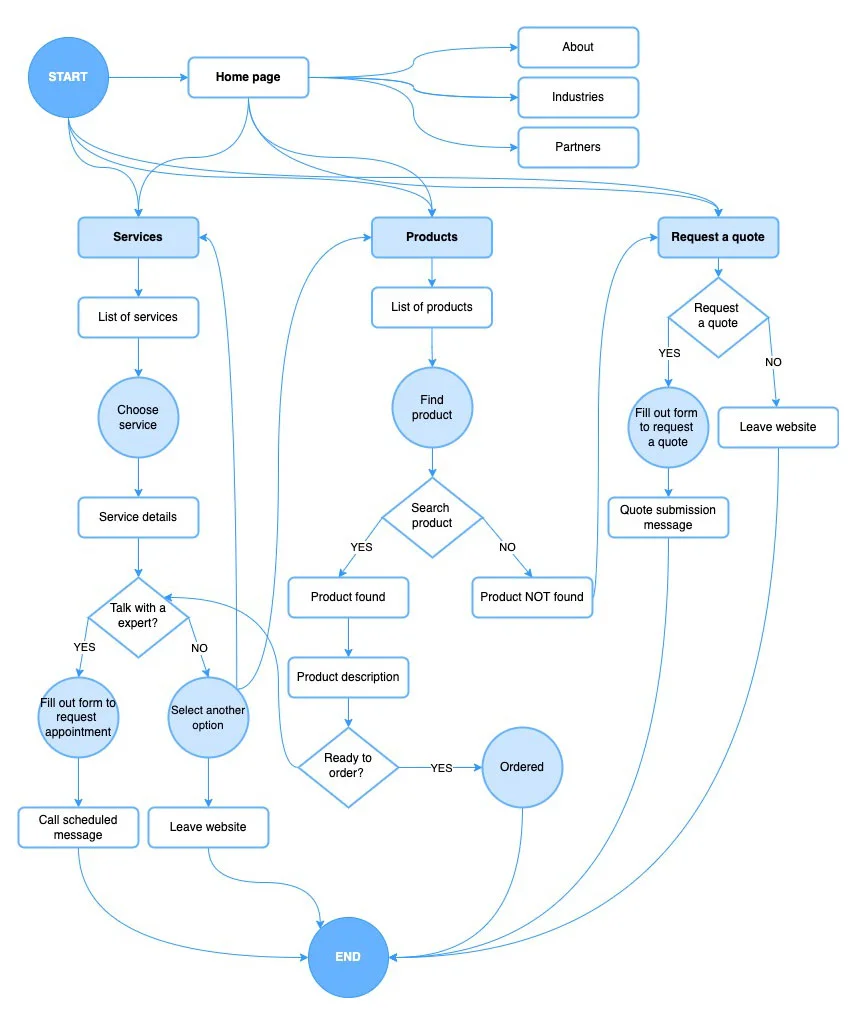 About
START
Home page
Industries
Partners
Services
Products
Request a quote
List of services
List of products
Request
a quote
YES
NO
Choose
service
Find
product
Fill out form
to request
a quote
Leave website
Service details
Search
product
Quote submission
message
YES
NO
Talk with a
expert?
Product found
Product NOT found
YES
NO
Product description
Fill out form to
request
appointment
Select another
option
Ready to
order?
YES
Ordered
Call scheduled
message
Leave website
END